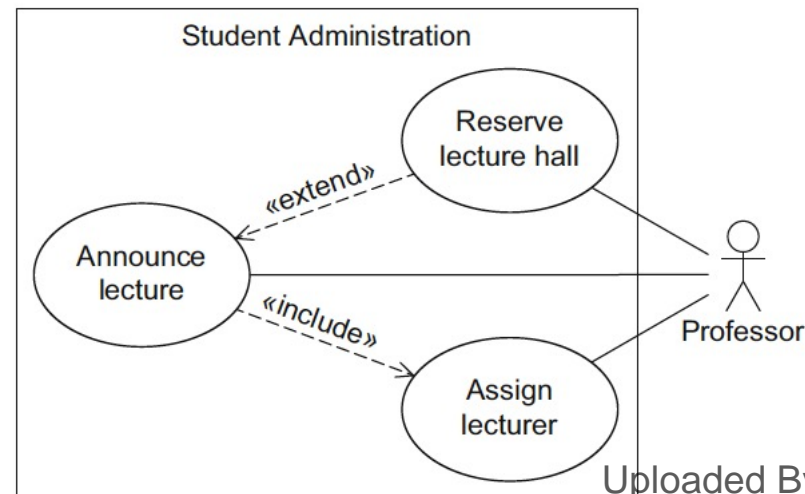 Student Administration
Reserve
lecture hall
«extend»
Announce
lecture
«include»
Professor
Assign
lecturer
Uploaded By